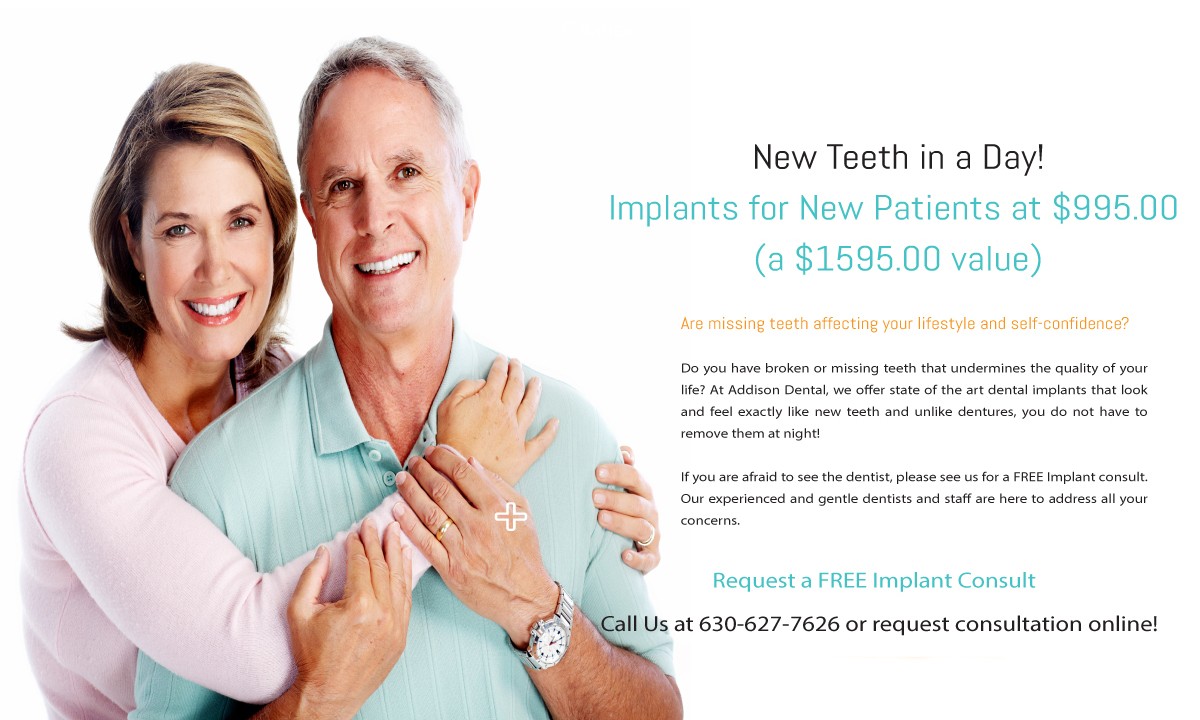 New Teeth in a Day!
Implants for New Patients at $995.00
(a $1595.00 value)
Are missing teeth affecting your lifestyle and self-confidence?
Do you have broken or missing teeth that undermines the quality of your
life? At Addison Dental, we offer state of the art dental implants that look
and feel exactly like new teeth and unlike dentures, you do not have to
remove them at night!
If you are afraid to see the dentist, please see us for a FREE Implant consult.
Our experienced and gentle dentists and staff are here to address all your
concerns.
Request a FREE Implant Consult
Call Us at 630-627-7626 or request consultation online!